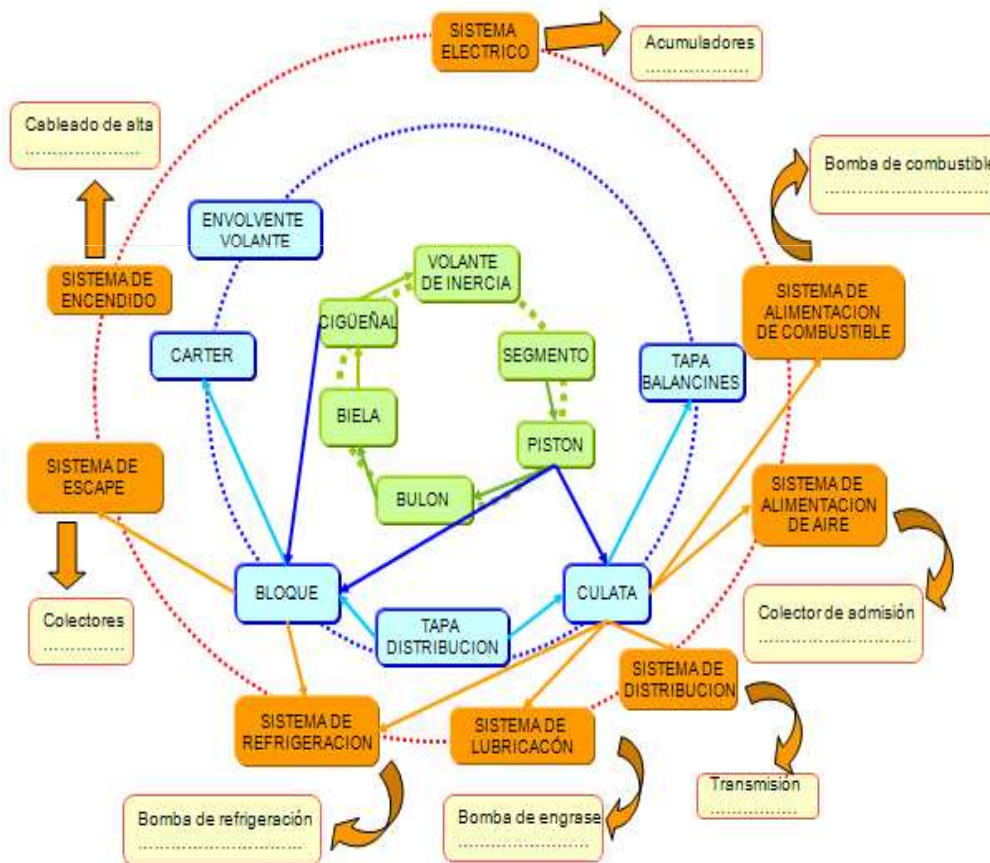 SISTEMA
ELECTRICO
Acumuladores
....................
Cableado de alta
......................
Bomba de combustible
..............................
ENVOLVENTE
VOLANTE
VOLANTE
DE INERCIA
SISTEMA DE
ENCENDIDO
SISTEMA DE
ALIMENTACION
DE COMBUSTIBLE
CIGÜEÑAL
CARTER
SEGMENTO
TAPA
BALANCINES
BIELA
PISTON
SISTEMA DE
ESCAPE
BULON
SISTEMA DE
ALIMENTACION
DE AIRE
BLOQUE
CULATA
Colectores
................
TAPA
DISTRIBUCION
Colector de admisión
.............................
SISTEMA DE
DISTRIBUCION
SISTEMA DE
REFRIGERACION
SISTEMA DE
LUBRICACÓN
Transmisión
.................
Bomba de refrigeración
...............................
Bomba de engrase
...........................